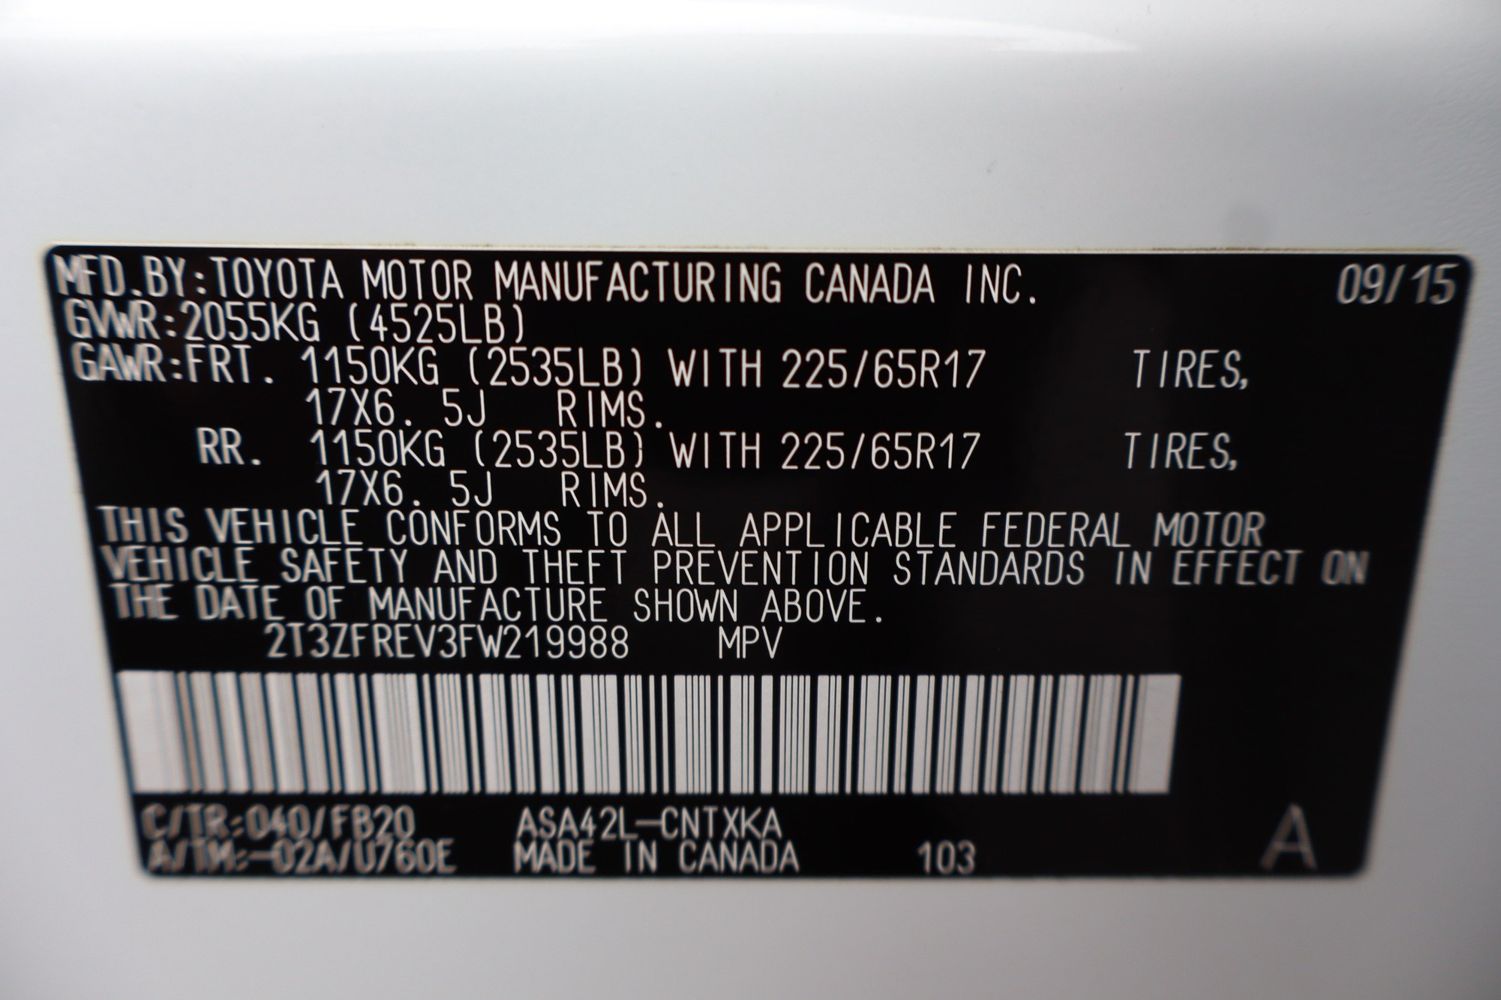 MFD.BY:TOYOTA MOTOR MANUFACTURING CANADA INC. 09/15
GVWR:2055KG (4525LB)
GAWR:FRT. 1150KG (2535LB) WITH 225/65R17 TIRES,
17X6. 5J RIMS.
RR. 1150KG (2535LB) WITH 225/65R17 TIRES,
17X6. 5J RIMS.
THIS VEHICLE CONFORMS TO ALL APPLICABLE FEDERAL MOTOR
VEHICLE SAFETY AND THEFT PREVENTION STANDARDS IN EFFECT ON
THE DATE OF MANUFACTURE SHOWN ABOVE.
2T3ZFREV3FW219988 MPV
C/TR:040/FB20 ASA42L-CNTXKA
A/TM:-02A/U760E MADE IN CANADA 103 A